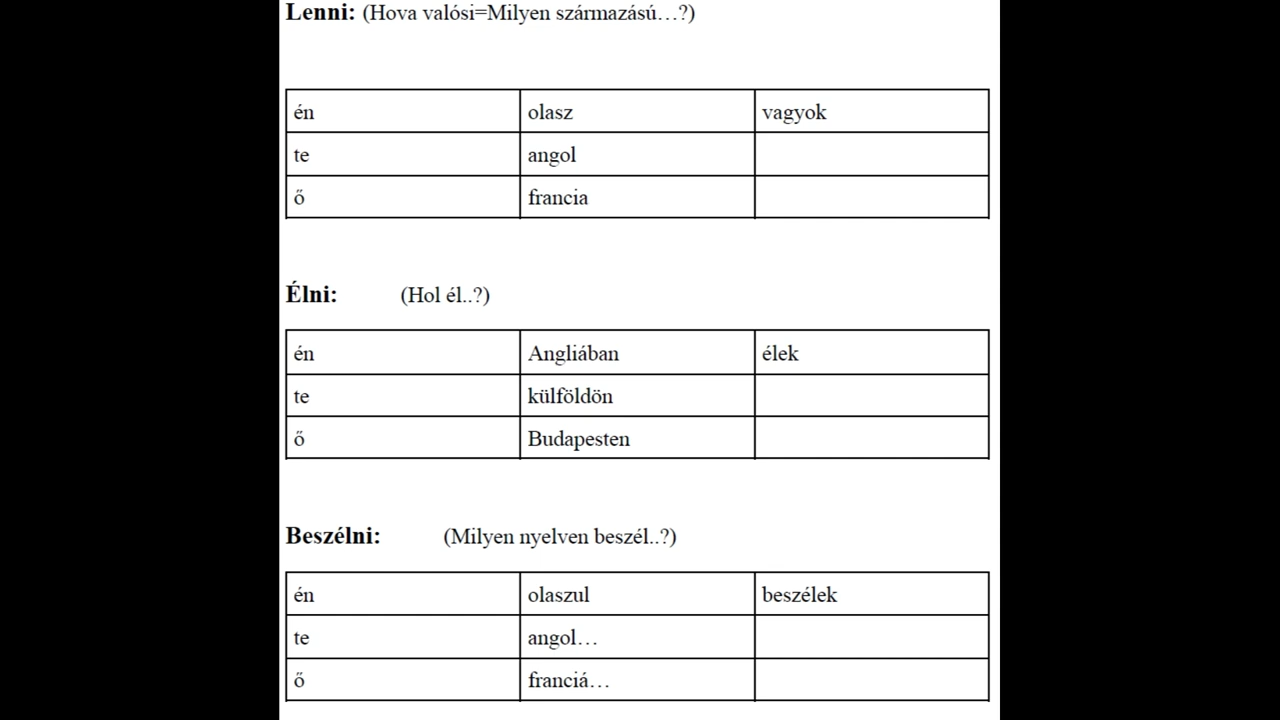 Lenni: (Hova valósi=Milyen származású…?)
én olasz vagyok
te angol
ő francia
Élni: (Hol él..?)
én Angliában élek
te külföldön
ő Budapesten
Beszélni: (Milyen nyelven beszél..?)
én olaszul beszélek
te angol…
ő franciá…